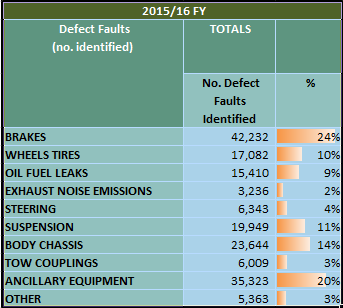 2015/16 FY
Defect Faults TOTALS
(no. identified)
No. Defect %
Faults
Identified
BRAKES 42,232 24%
WHEELS TIRES 17,082 10%
OIL FUEL LEAKS 15,410 9%
EXHAUST NOISE EMISSIONS 3,236 2%
STEERING 6,343 4%
SUSPENSION 19,949 11%
BODY CHASSIS 23,644 14%
TOW COUPLINGS 6,009 3%
ANCILLARY EQUIPMENT 35,323 20%
OTHER 5,363 3%